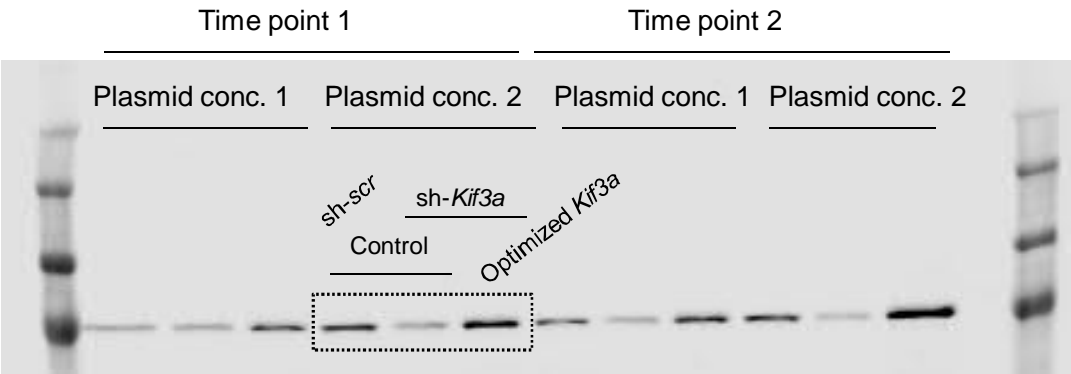 Time point 1
Time point 2
Plasmid conc. 1
Plasmid conc. 2
Plasmid conc. 1
Plasmid conc. 2
sh-scr
sh-Kif3a
Optimized Kif3a
Control